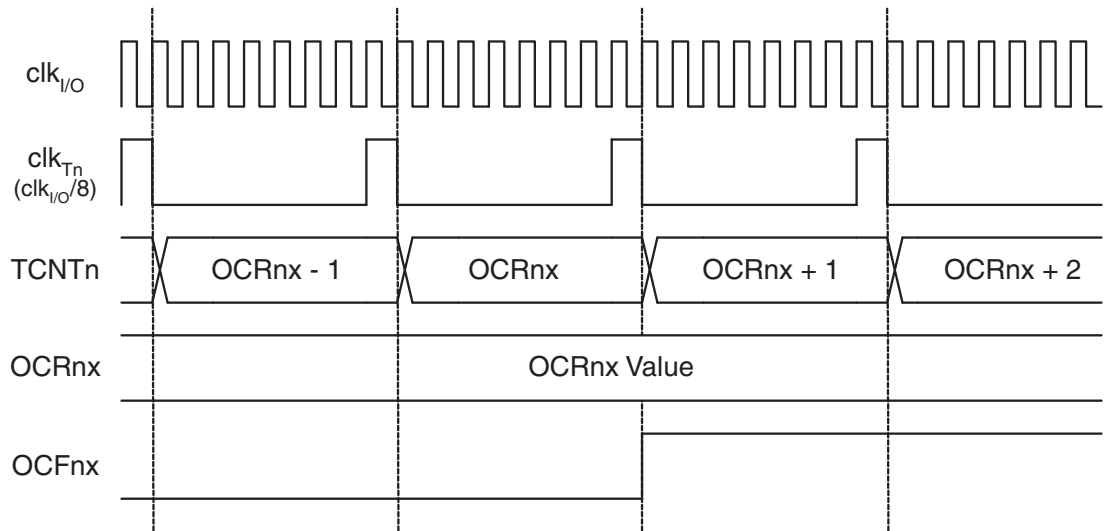 clkI/O
clkTn
(clkI/O/8)
TCNTn OCRnx - 1 OCRnx OCRnx + 1 OCRnx + 2
OCRnx OCRnx Value
OCFnx